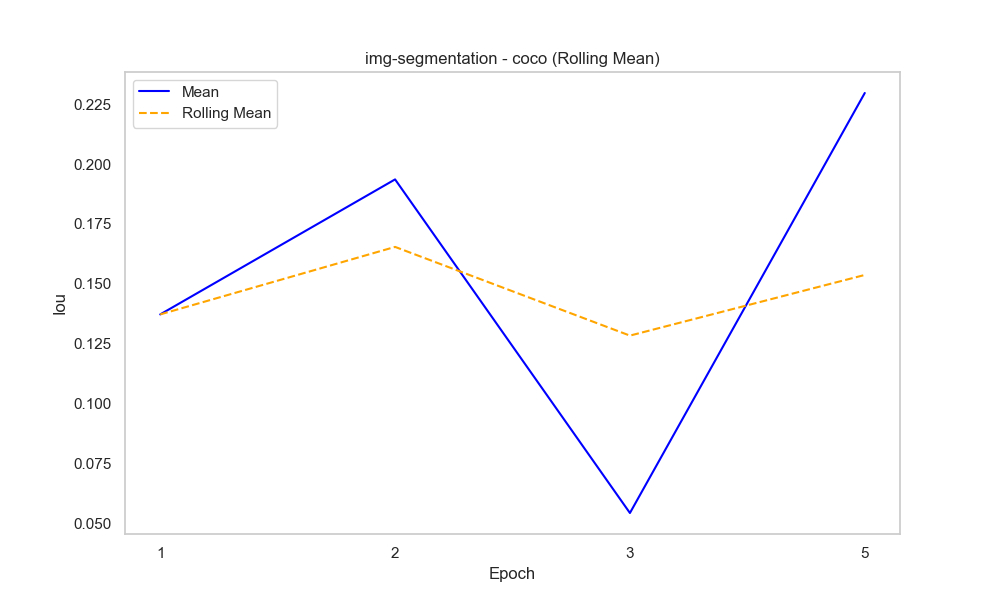 img-segmentation - coco (Rolling Mean)
Mean
Rolling Mean
0.225
0.200
0.175
0.150
0.125
0.100
0.075
0.050
Iou
1 2 3 5
Epoch